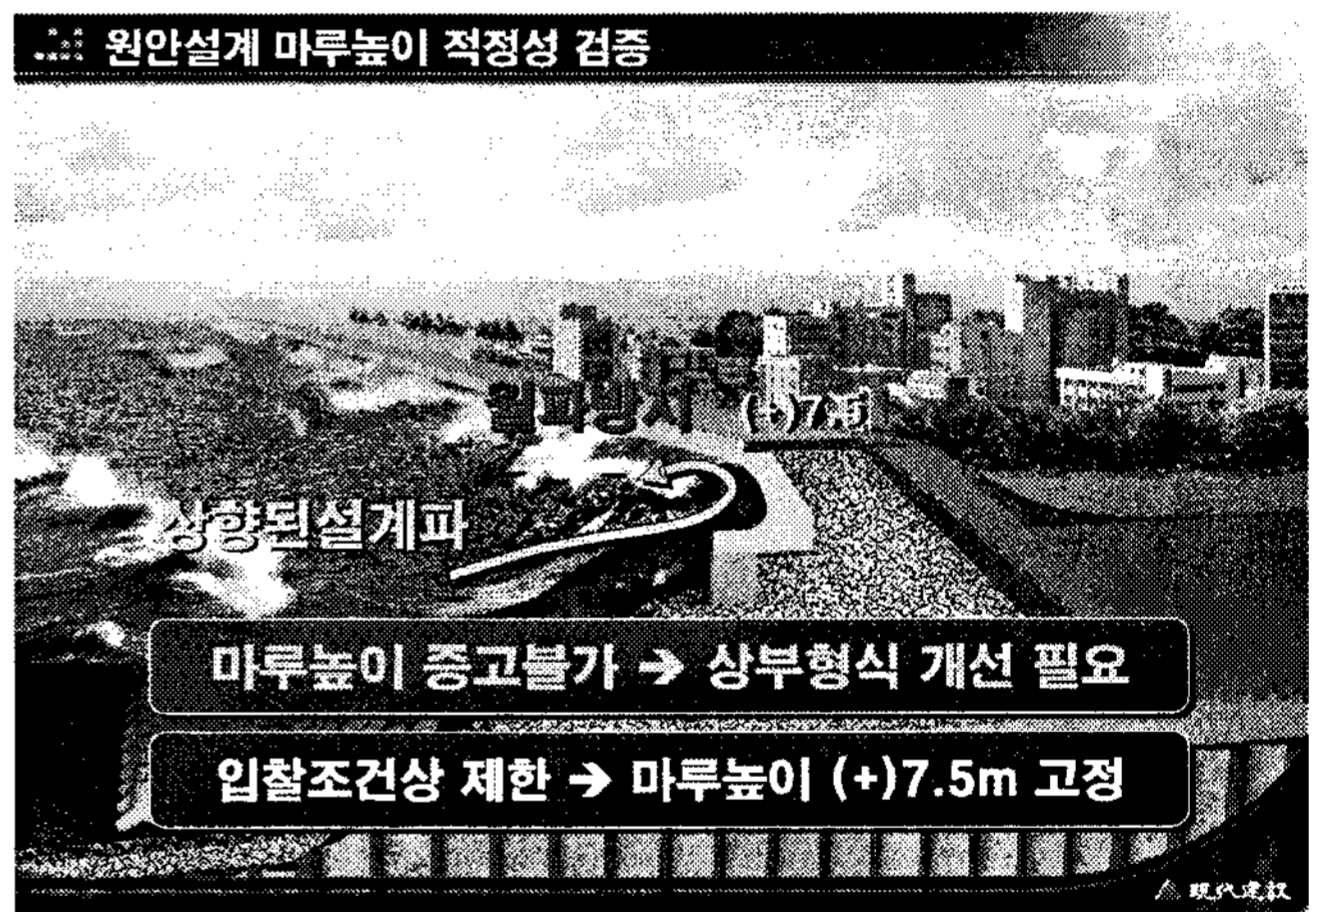 원안설계 마루높이 적정성 검증
월파방지
(+)7.5
상향된설계파
마루높이 증고불가 → 상부형식 개선 필요
입찰조건상 제한 → 마루높이 (+)7.5m 고정
現代建設